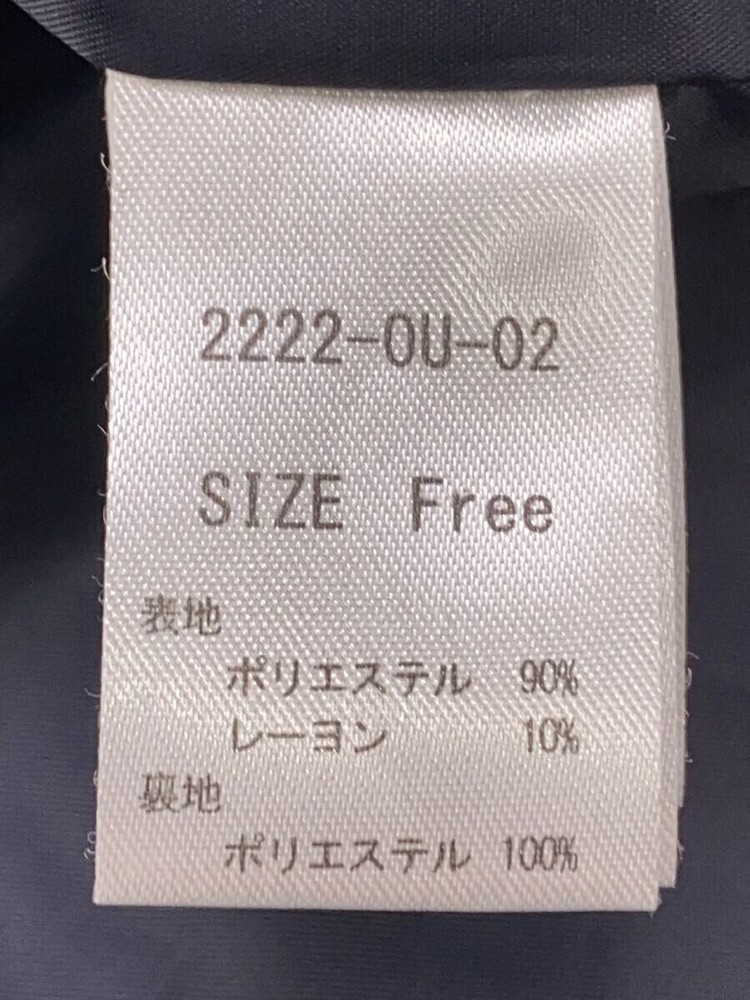 2222-OU-02
SIZE Free
表地
ポリエステル 90%
レーヨン 10%
裏地
ポリエステル 100%